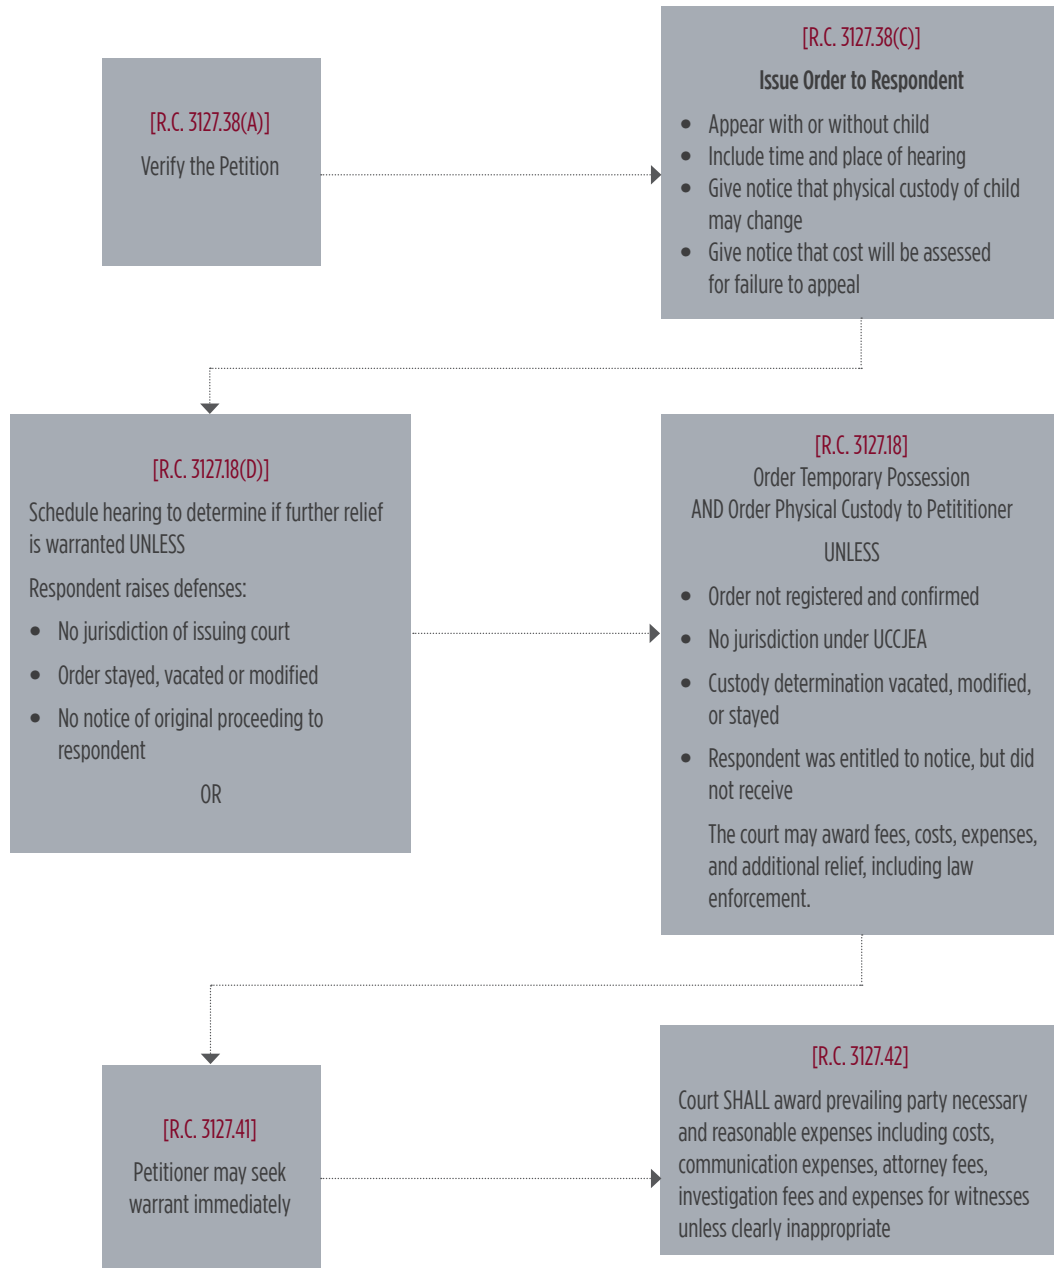 [R.C. 3127.38(A)]
Verify the Petition
[R.C. 3127.38(C)]
Issue Order to Respondent
• Appear with or without child
• Include time and place of hearing
• Give notice that physical custody of child
may change
• Give notice that cost will be assessed
for failure to appeal
[R.C. 3127.18(D)]
Schedule hearing to determine if further relief
is warranted UNLESS
Respondent raises defenses:
• No jurisdiction of issuing court
• Order stayed, vacated or modified
• No notice of original proceeding to
respondent
OR
[R.C. 3127.18]
Order Temporary Possession
AND Order Physical Custody to Petititioner
UNLESS
• Order not registered and confirmed
• No jurisdiction under UCCJEA
• Custody determination vacated, modified,
or stayed
• Respondent was entitled to notice, but did
not receive
The court may award fees, costs, expenses,
and additional relief, including law
enforcement.
[R.C. 3127.41]
Petitioner may seek
warrant immediately
[R.C. 3127.42]
Court SHALL award prevailing party necessary
and reasonable expenses including costs,
communication expenses, attorney fees,
investigation fees and expenses for witnesses
unless clearly inappropriate